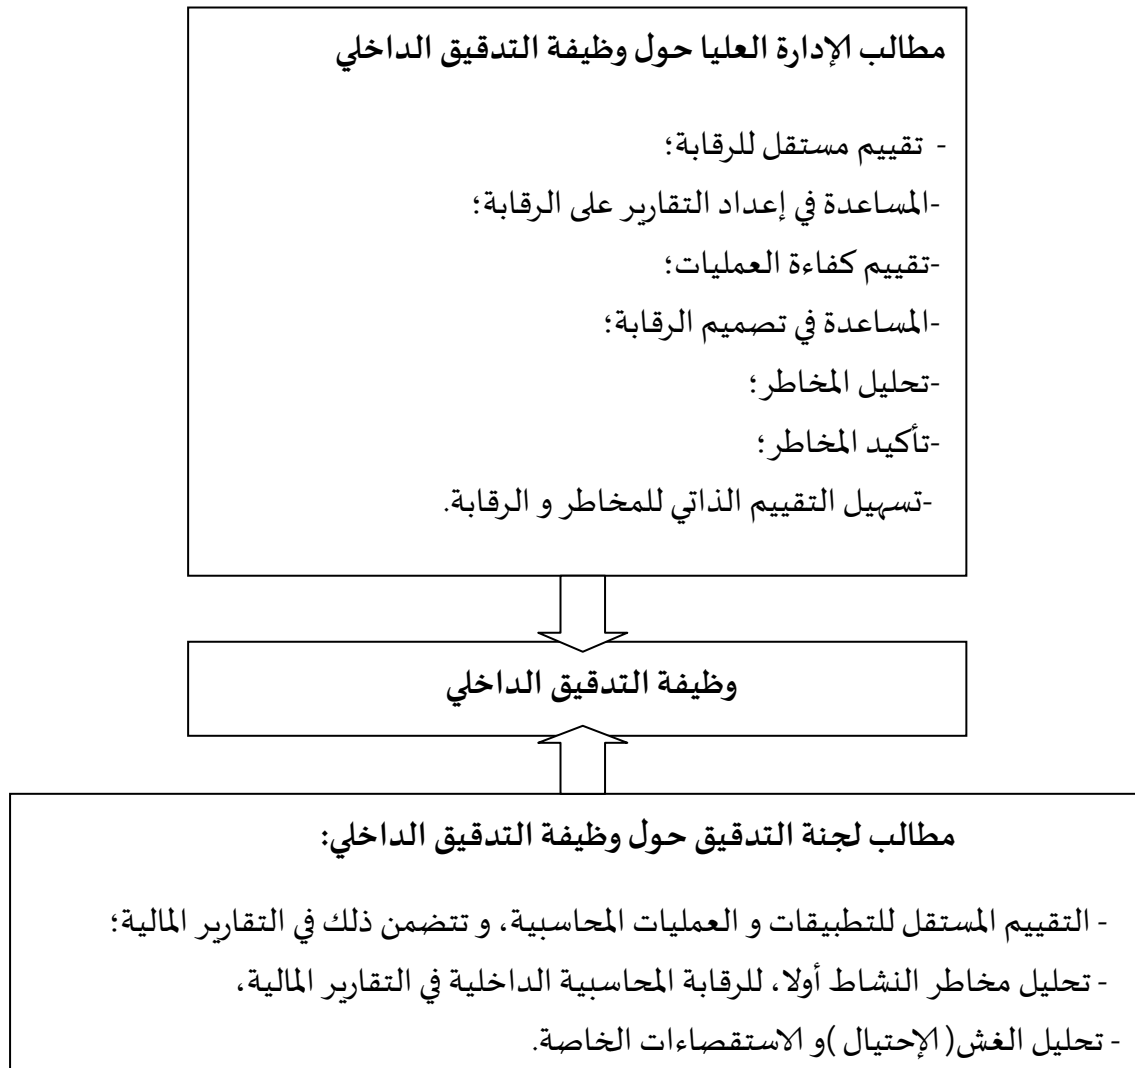 مطالب الإدارة العليا حول وظيفة التدقيق الداخلي
- تقييم مستقل للرقابة؛
-المساعدة في إعداد التقارير على الرقابة؛
-تقييم كفاءة العمليات؛
-المساعدة في تصميم الرقابة؛
-تحليل المخاطر؛
-تأكيد المخاطر؛
-تسهيل التقييم الذاتي للمخاطر و الرقابة.
وظيفة التدقيق الداخلي
مطالب لجنة التدقيق حول وظيفة التدقيق الداخلي:
- التقييم المستقل للتطبيقات و العمليات المحاسبية، و تتضمن ذلك في التقارير المالية؛
- تحليل مخاطر النشاط أولا، للرقابة المحاسبية الداخلية في التقارير المالية،
- تحليل الغش( الإحتيال )و الاستقصاءات الخاصة.